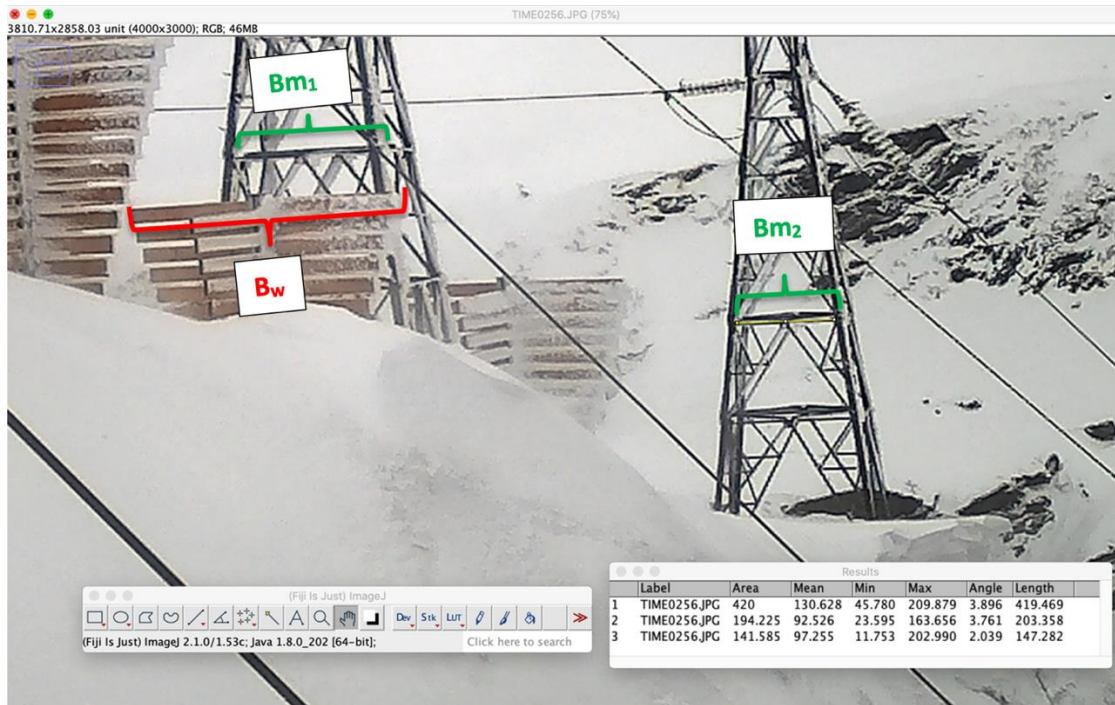 TIME0256.JPG (75%)
3810.71x2858.03 unit (4000x3000); RGB; 46MB
Bm1
Bm2
Bw
(Fiji Is Just) ImageJ
Dev Stk LUT
(Fiji Is Just) ImageJ 2.1.0/1.53c; Java 1.8.0_202 [64-bit];
Click here to search
Results
Label Area Mean Min Max Angle Length
1 TIME0256.JPG 420 130.628 45.780 209.879 3.896 419.469
2 TIME0256.JPG 194.225 92.526 23.595 163.656 3.761 203.358
3 TIME0256.JPG 141.585 97.255 11.753 202.990 2.039 147.282